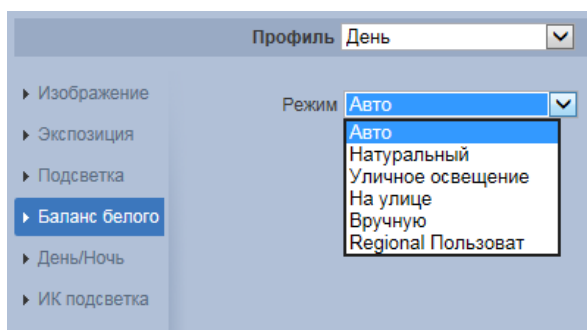 Профиль День
Изображение
Режим Авто
Экспозиция
Авто
Натуральный
Подсветка
Уличное освещение
На улице
Баланс белого
Вручную
Regional Пользоват
День/Ночь
ИК подсветка